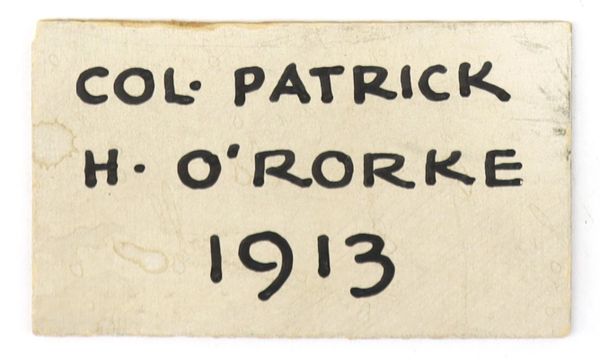 COL. PATRICK
H. O'RORKE
1913